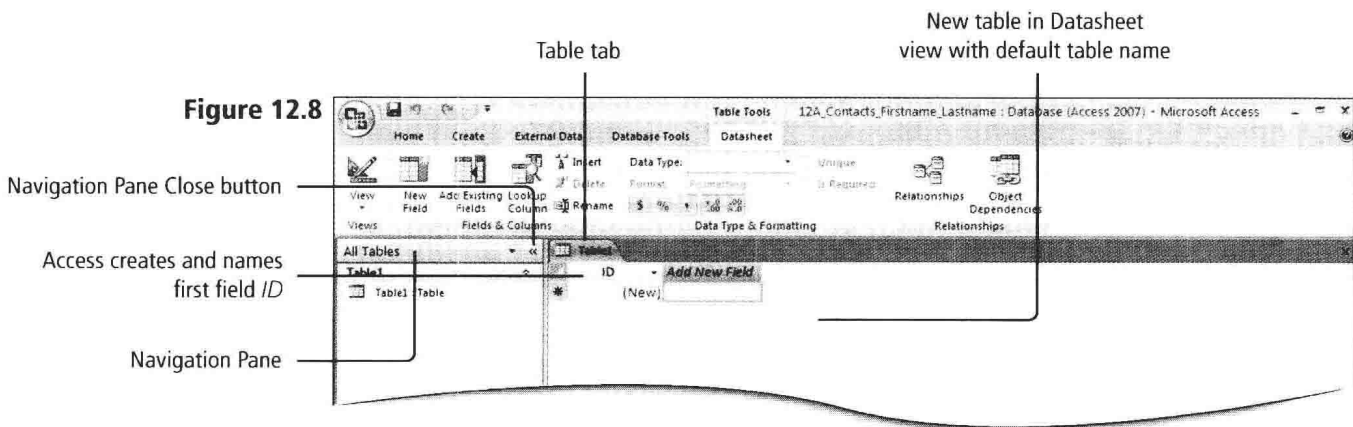 New table in Datasheet
view with default table name
Table tab
Figure 12.8
Table Tools 12A_Contacts_Firstname_Lastname : Database (Access 2007) - Microsoft Access
Home Create External Data Database Tools Datasheet
Insert Data Type: Unique
Delete Format: Formatting Is Required
Rename $ % ,
View New Field Add Existing Fields Lookup Column Relationships Object Dependencies
Views Fields & Columns Data Type & Formatting Relationships
Navigation Pane Close button
All Tables « Table1
Access creates and names
first field ID
Table1 ID Add New Field
Table1 : Table * (New)
Navigation Pane